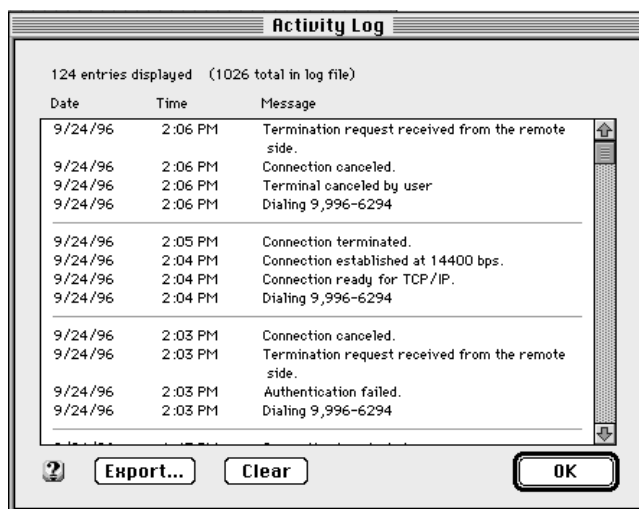 Activity Log
124 entries displayed (1026 total in log file)
Date Time Message
9/24/96 2:06 PM Termination request received from the remote
side.
9/24/96 2:06 PM Connection canceled.
9/24/96 2:06 PM Terminal canceled by user
9/24/96 2:06 PM Dialing 9,996-6294
9/24/96 2:05 PM Connection terminated.
9/24/96 2:04 PM Connection established at 14400 bps.
9/24/96 2:04 PM Connection ready for TCP/IP.
9/24/96 2:04 PM Dialing 9,996-6294
9/24/96 2:03 PM Connection canceled.
9/24/96 2:03 PM Termination request received from the remote
side.
9/24/96 2:03 PM Authentication failed.
9/24/96 2:03 PM Dialing 9,996-6294
? Export... Clear OK